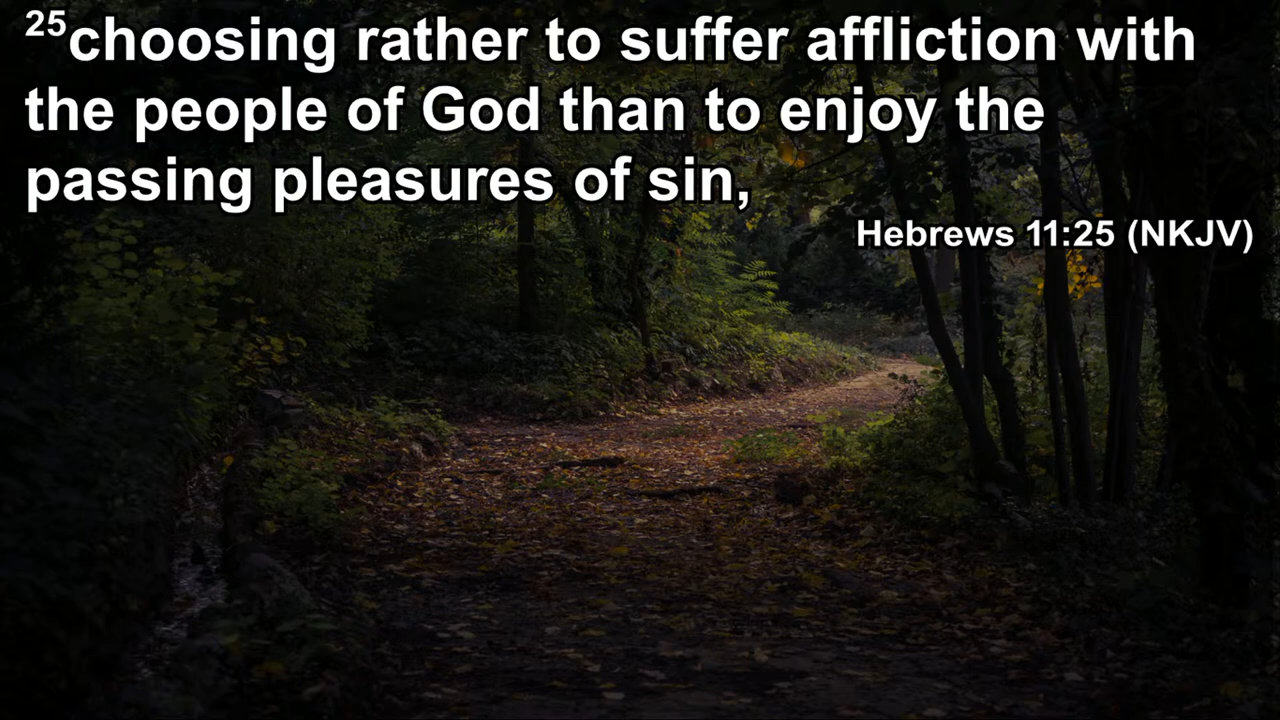 25choosing rather to suffer affliction with
the people of God than to enjoy the
passing pleasures of sin,
Hebrews 11:25 (NKJV)